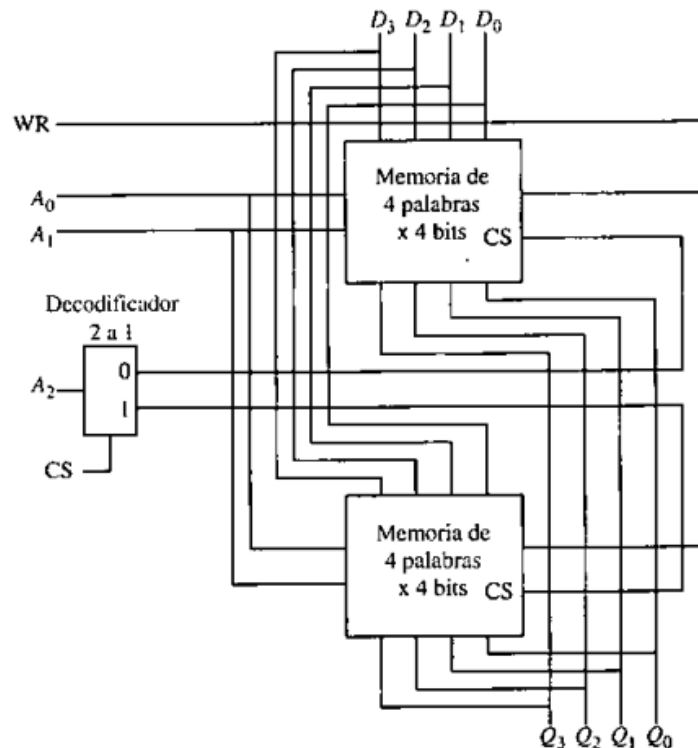 D₃ D₂ D₁ D₀
WR
Memoria de
4 palabras
x 4 bits
CS
A₀
A₁
Decodificador
2 a 1
0
1
A₂
CS
Memoria de
4 palabras
x 4 bits
CS
Q₃ Q₂ Q₁ Q₀